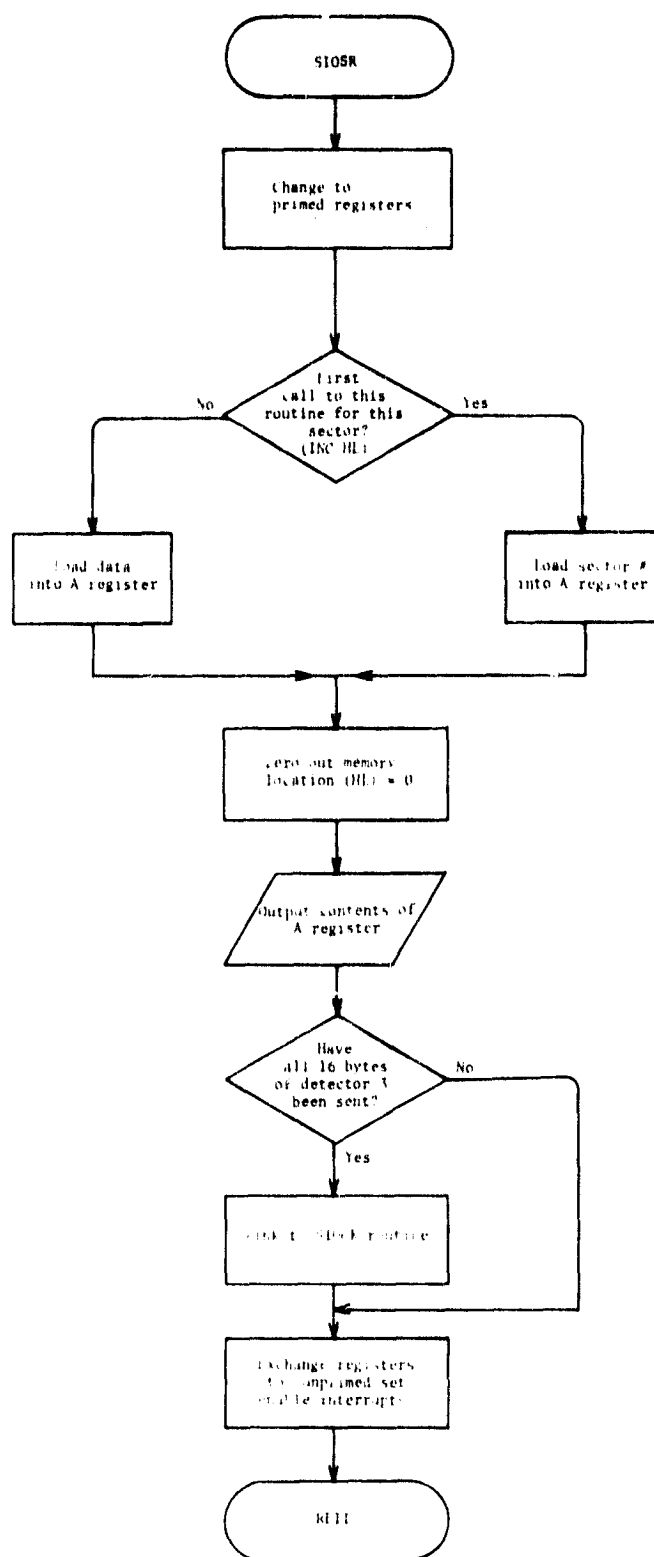 SIOSR
Change to
primed registers
First
call to this
routine for this
sector?
(INC HL)
No
Yes
Load data
into A register
Load sector #
into A register
Zero out memory
location (HL) = 0
Output contents of
A register
Have
all 16 bytes
of detector 3
been sent?
No
Yes
routine
Exchange registers
to unprimed set
enable interrupts
RETI